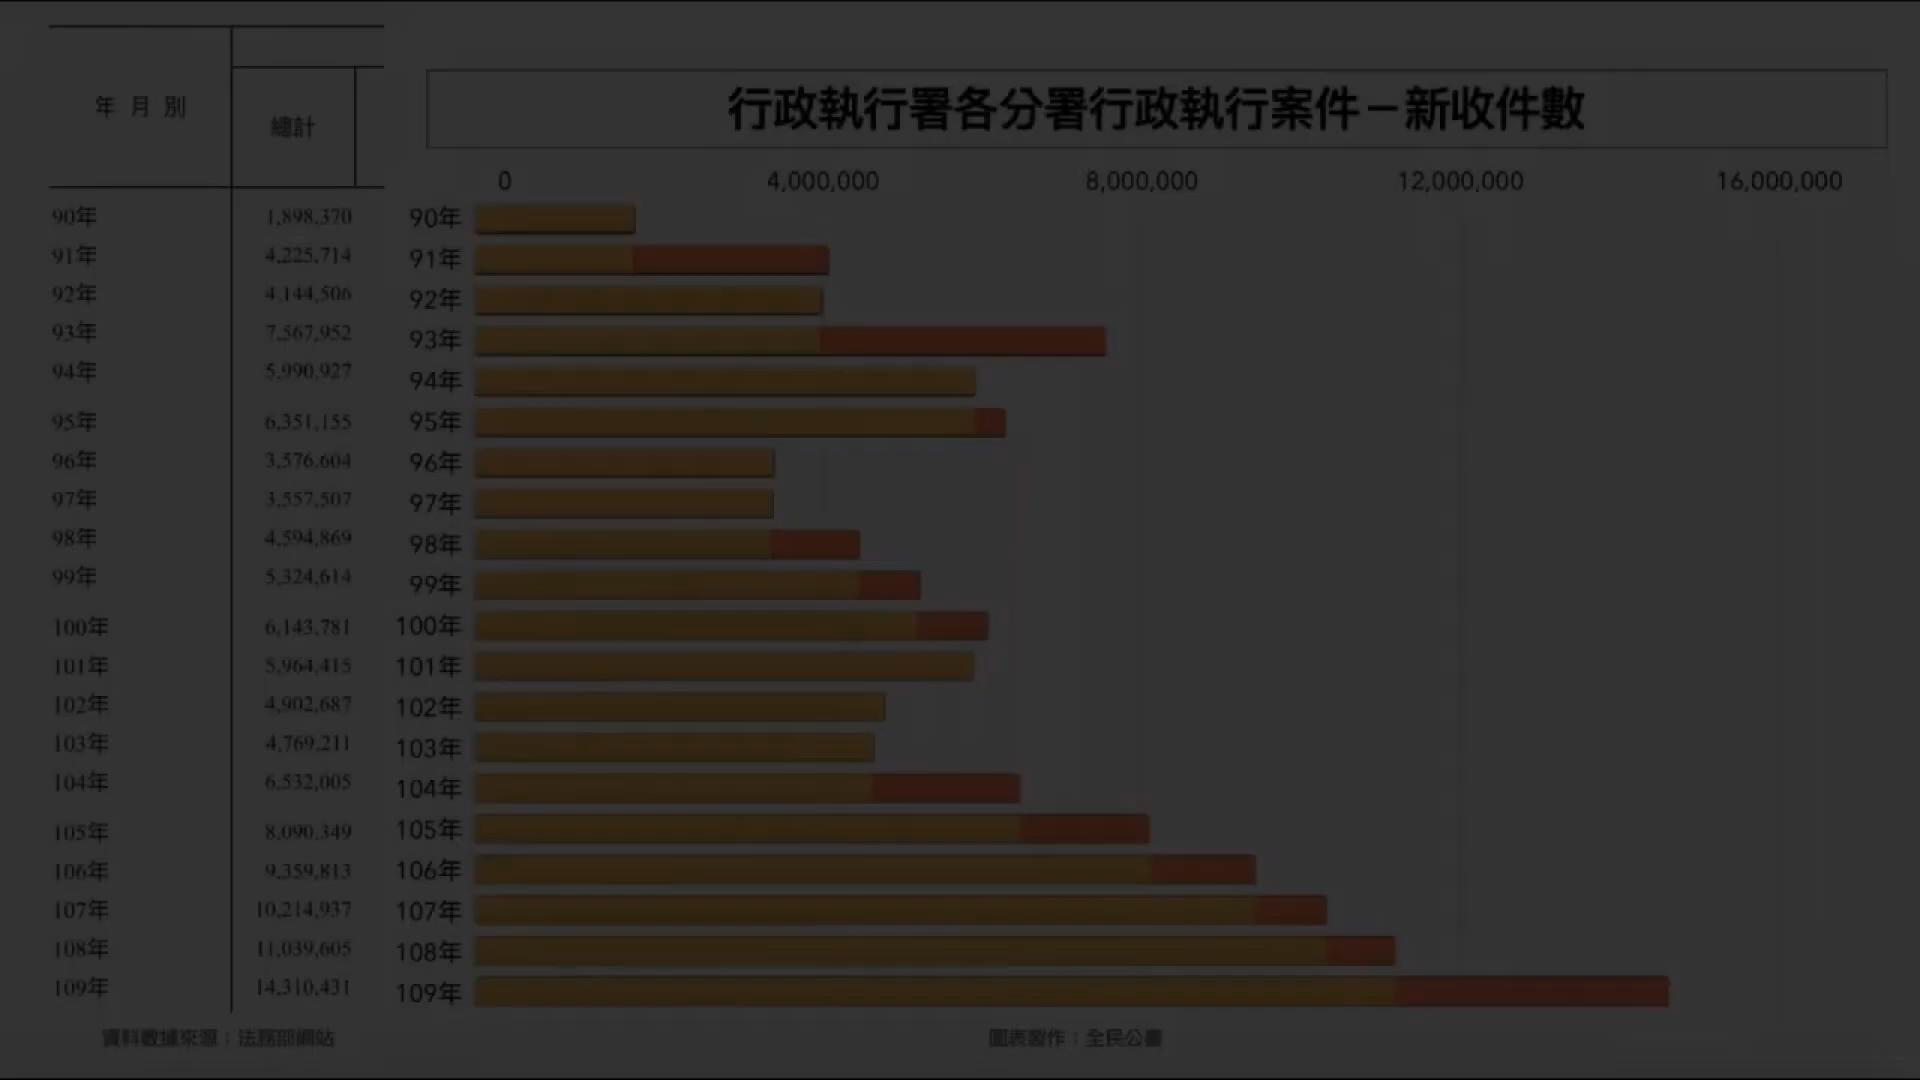 年 月 別
總計
90年 1,898,370
91年 4,225,714
92年 4,144,506
93年 7,567,952
94年 5,990,927
95年 6,351,155
96年 3,576,604
97年 3,557,507
98年 4,594,869
99年 5,324,614
100年 6,143,781
101年 5,964,415
102年 4,902,687
103年 4,769,211
104年 6,532,005
105年 8,090,349
106年 9,359,813
107年 10,214,937
108年 11,039,605
109年 14,310,431
資料數據來源：法務部網站
行政執行署各分署行政執行案件－新收件數
0 4,000,000 8,000,000 12,000,000 16,000,000
90年
91年
92年
93年
94年
95年
96年
97年
98年
99年
100年
101年
102年
103年
104年
105年
106年
107年
108年
109年
圖表製作：全民公審